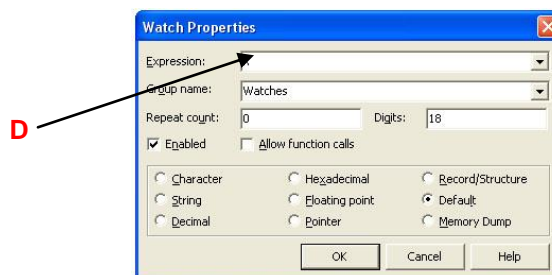 Watch Properties
Expression:
Group name: Watches
D
Repeat count: 0 Digits: 18
Enabled Allow function calls
Character Hexadecimal Record/Structure
String Floating point Default
Decimal Pointer Memory Dump
OK Cancel Help